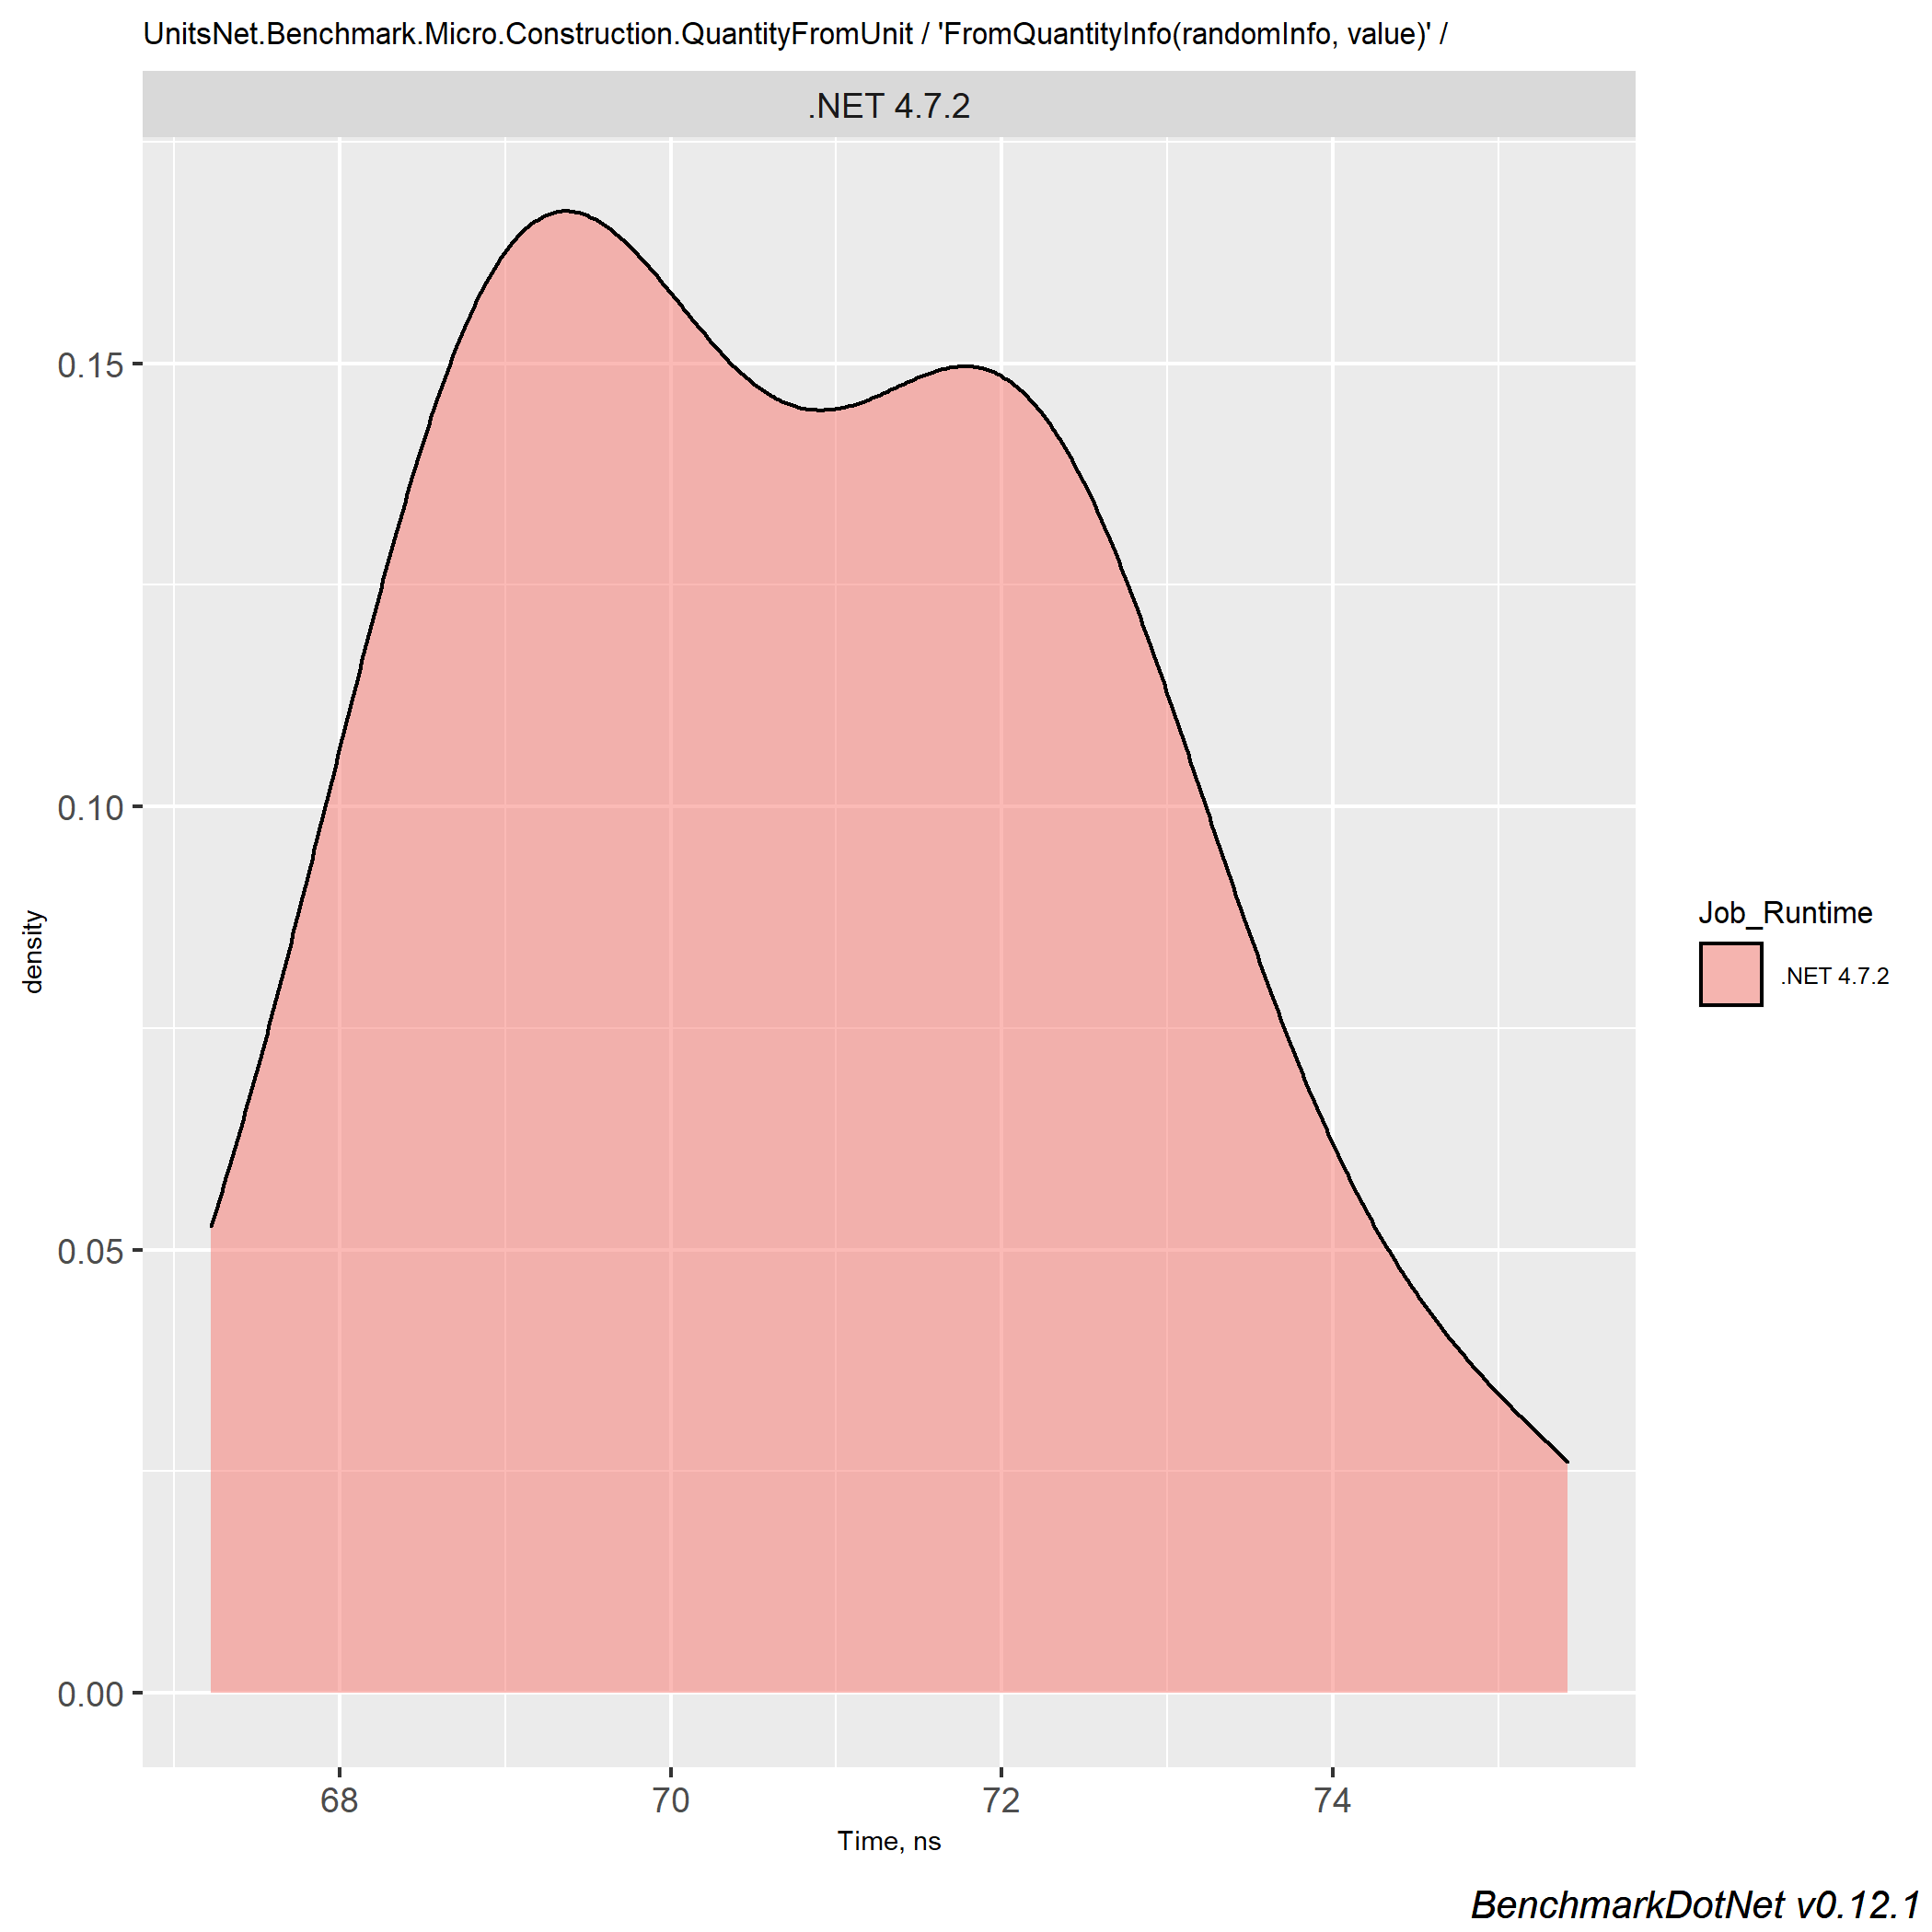 UnitsNet.Benchmark.Micro.Construction.QuantityFromUnit / 'FromQuantityInfo(randomInfo, value)' /
.NET 4.7.2
0.15
0.10
0.05
0.00
density
68 70 72 74
Time, ns
Job_Runtime
.NET 4.7.2
BenchmarkDotNet v0.12.1